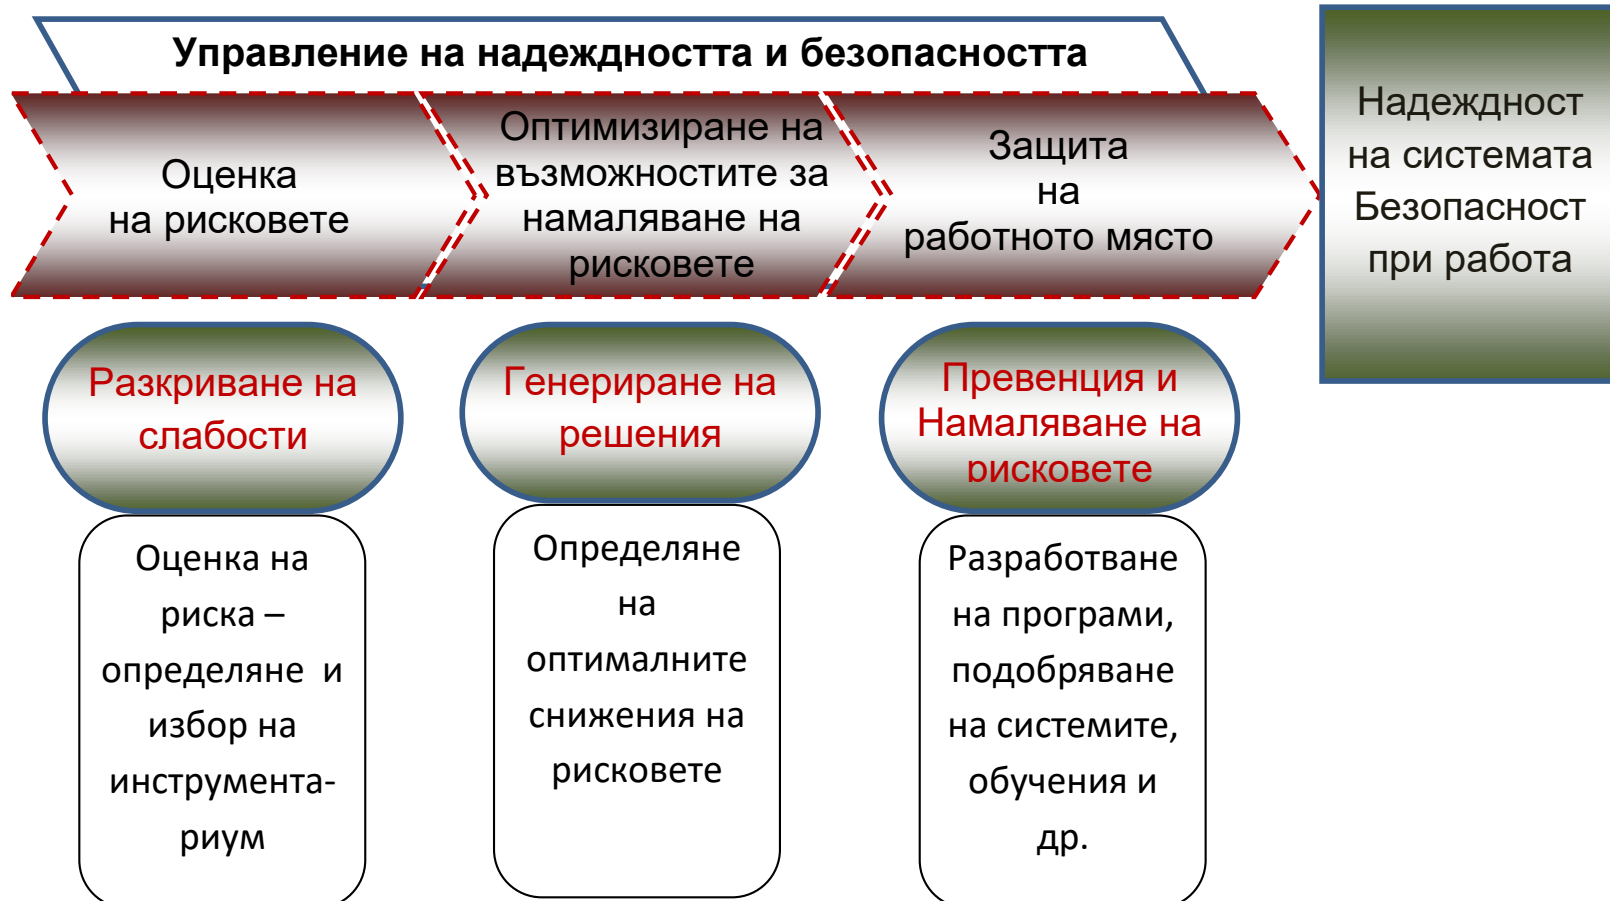 Управление на надеждността и безопасността
Оценка
на рисковете
Оптимизиране на
възможностите за
намаляване на
рисковете
Защита
на
работното място
Надеждност
на системата
Безопасност
при работа
Разкриване на
слабости
Генериране на
решения
Превенция и
Намаляване на
рисковете
Оценка на
риска –
определяне и
избор на
инструмента-
риум
Определяне
на
оптималните
снижения на
рисковете
Разработване
на програми,
подобряване
на системите,
обучения и
др.